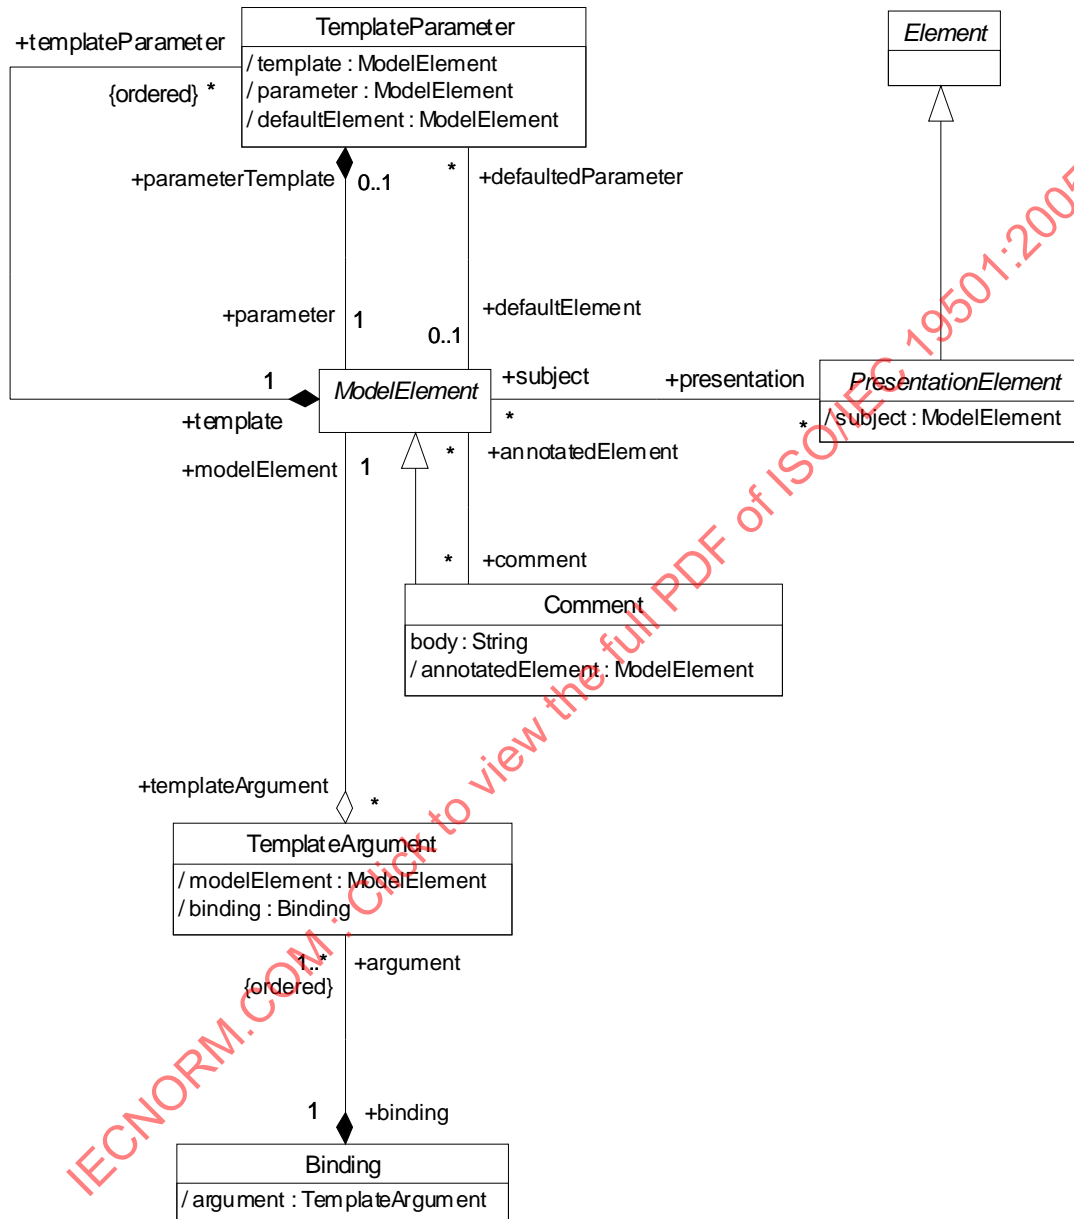 TemplateParameter
/ template : ModelElement
/ parameter : ModelElement
/ defaultElement : ModelElement
+templateParameter
{ordered} *
Element
+parameterTemplate
0..1
*
+defaultedParameter
+parameter
1
+defaultElement
0..1
1
+template
ModelElement
+subject
*
+presentation
*
PresentationElement
/ subject : ModelElement
+modelElement
1
*
+annotatedElement
*
+comment
Comment
body : String
/ annotatedElement : ModelElement
+templateArgument
*
TemplateArgument
/ modelElement : ModelElement
/ binding : Binding
1..*
{ordered}
+argument
1
+binding
Binding
/ argument : TemplateArgument
IECNORM.COM : Click to view the full PDF of ISO/IEC 19501:2005